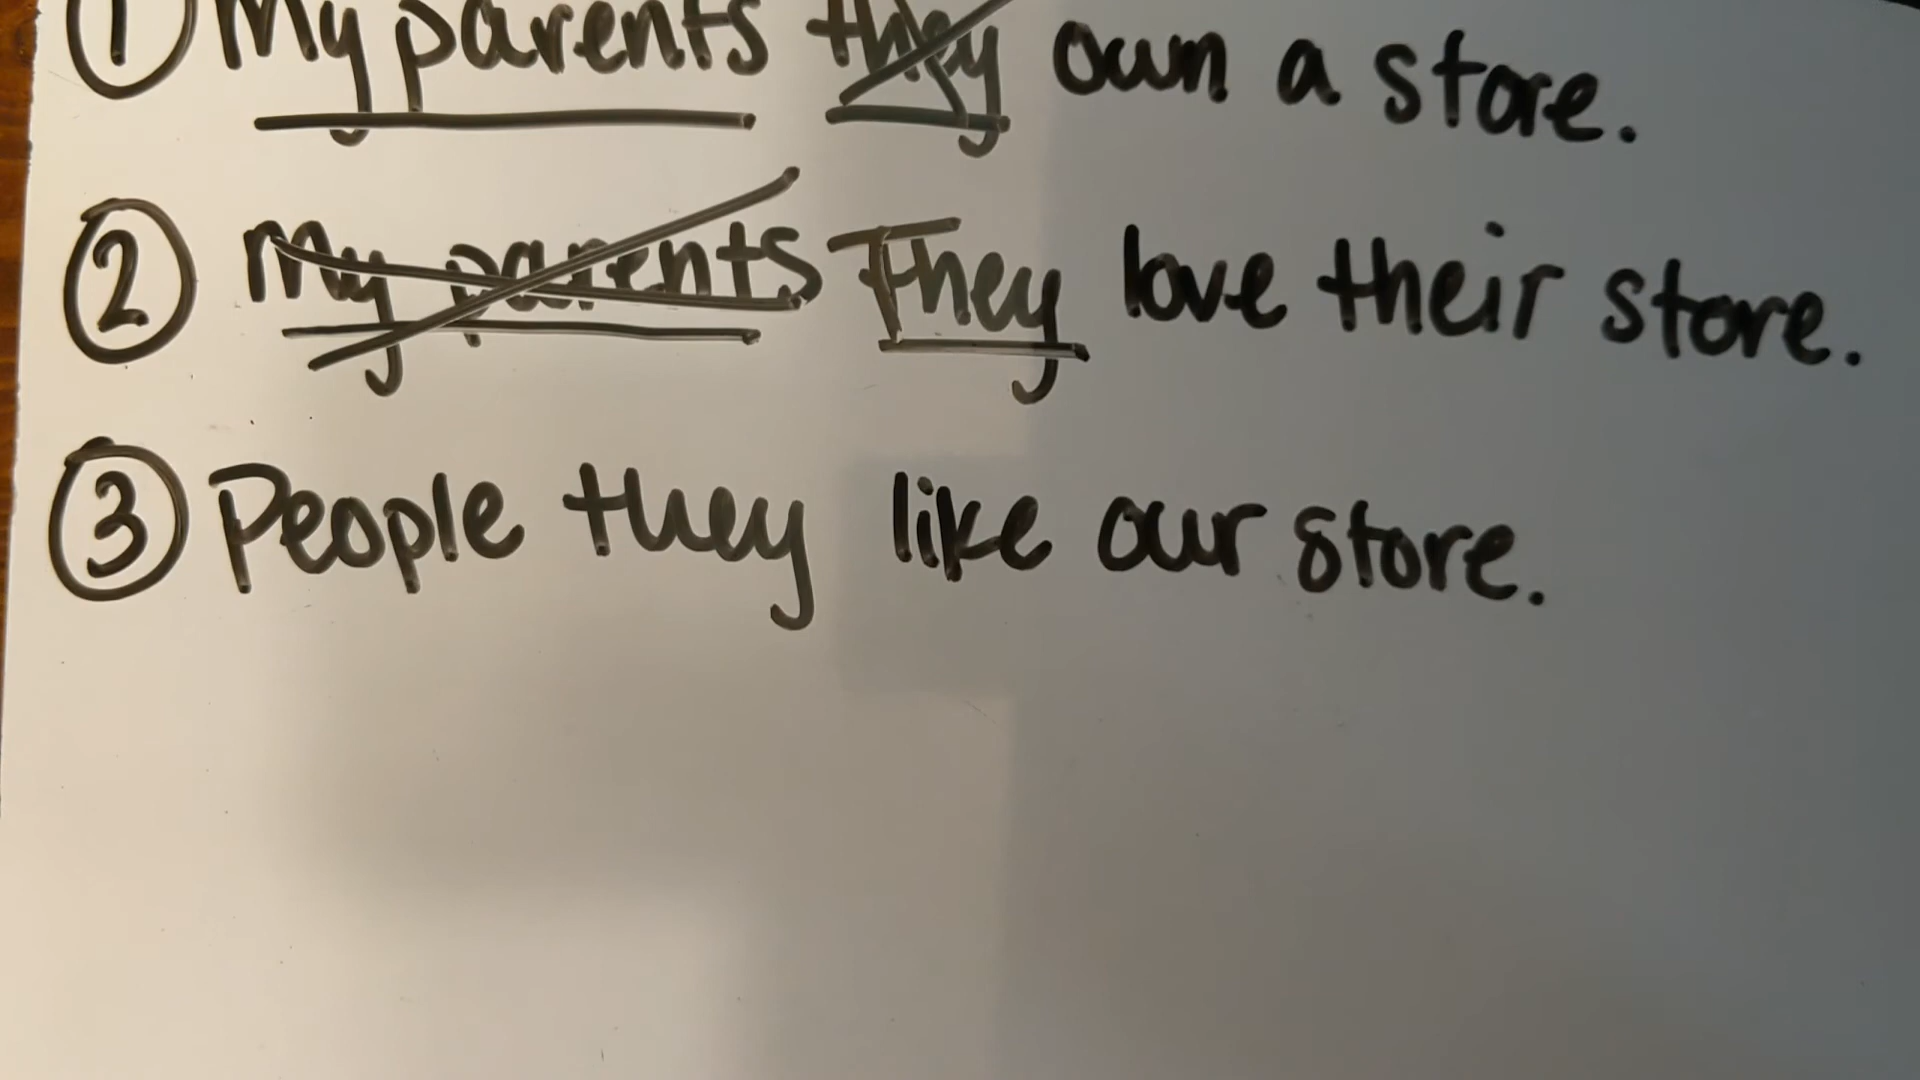 ① My parents they own a store.
② My parents They love their store.
③ People they like our store.